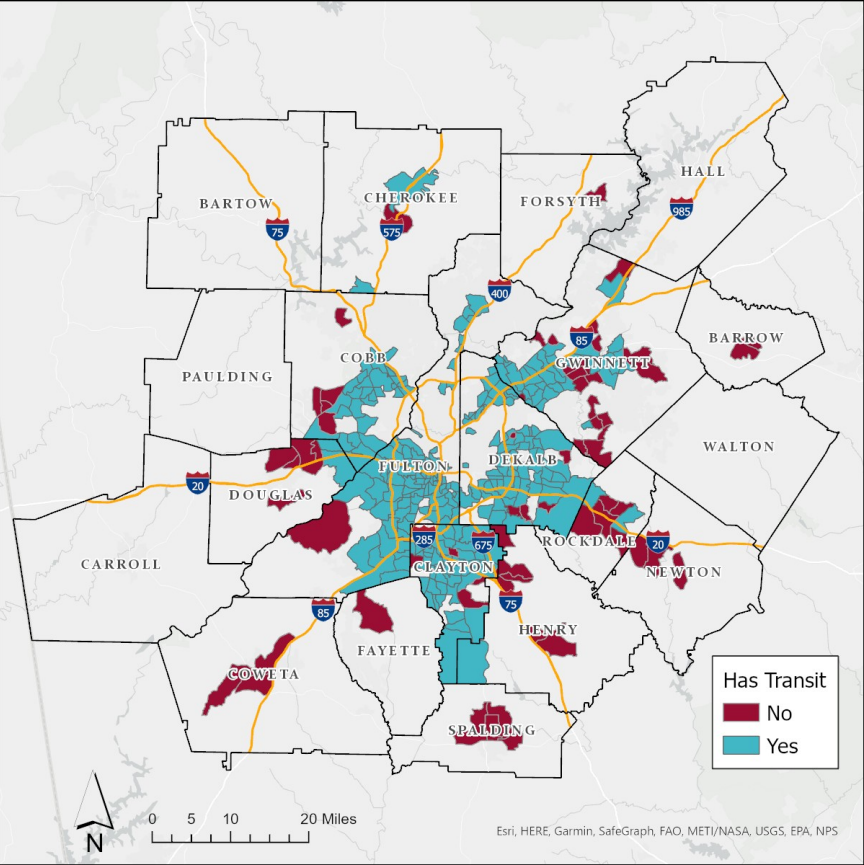 HALL
BARTOW
CHEROKEE
FORSYTH
985
75
575
400
85
BARROW
COBB
GWINNETT
PAULDING
WALTON
FULTON
DEKALB
20
DOUGLAS
285
675
ROCKDALE
20
CARROLL
CLAYTON
NEWTON
85
75
HENRY
FAYETTE
COWETA
SPALDING
Has Transit
No
Yes
N
0 5 10 20 Miles
Esri, HERE, Garmin, SafeGraph, FAO, METI/NASA, USGS, EPA, NPS